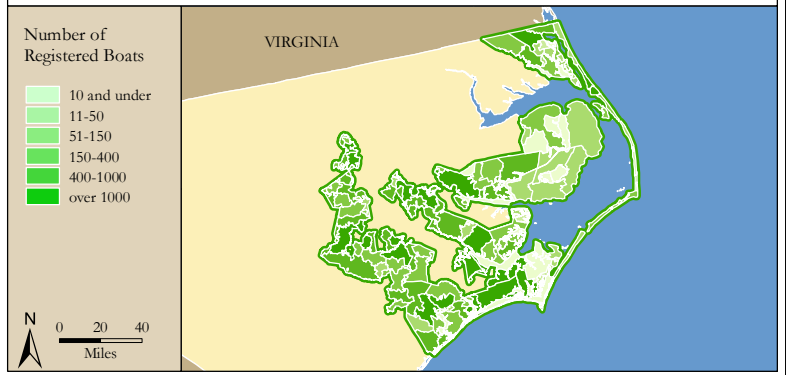 Number of
Registered Boats
10 and under
11-50
51-150
150-400
400-1000
over 1000
VIRGINIA
N
0 20 40
Miles